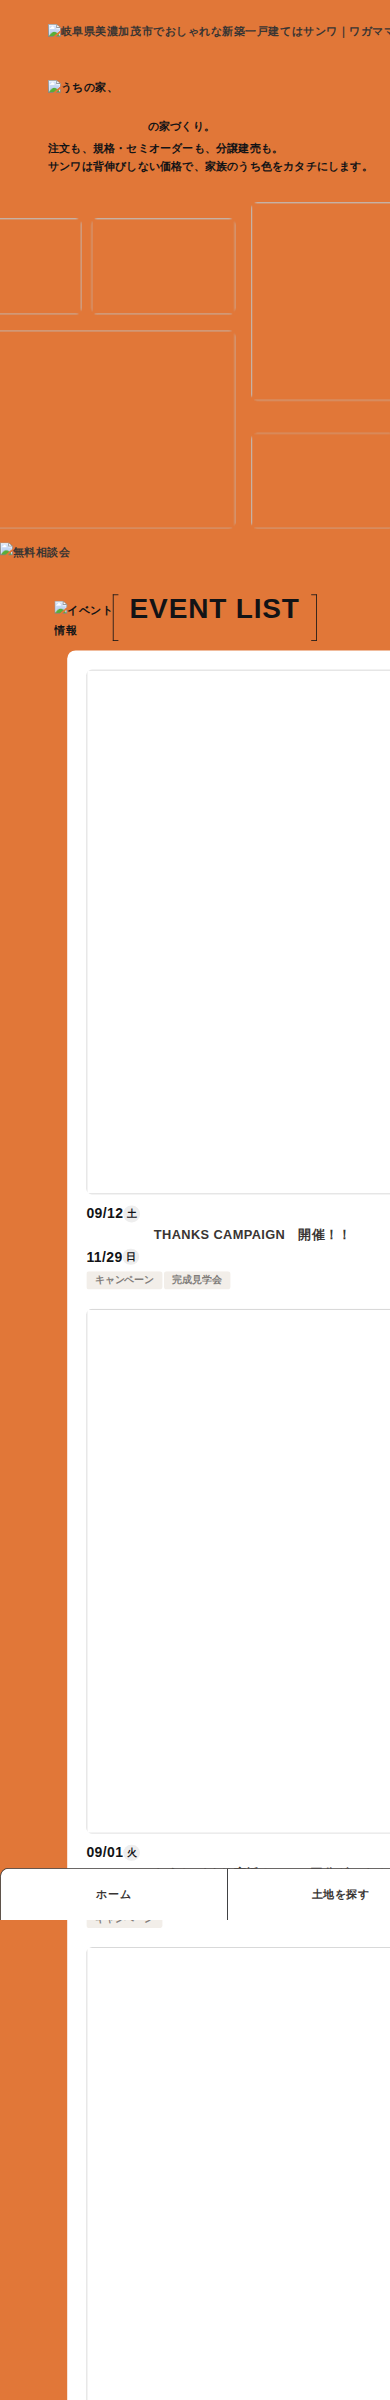 岐阜県美濃加茂市でおしゃれな新築一戸建てはサンワ｜ワガママ
うちの家、
の家づくり。
注文も、規格・セミオーダーも、分譲建売も。
サンワは背伸びしない価格で、家族のうち色をカタチにします。
無料相談会
イベント
情報
EVENT LIST
09/12 土
THANKS CAMPAIGN 開催！！
11/29 日
キャンペーン 完成見学会
09/01 火
ホーム 土地を探す